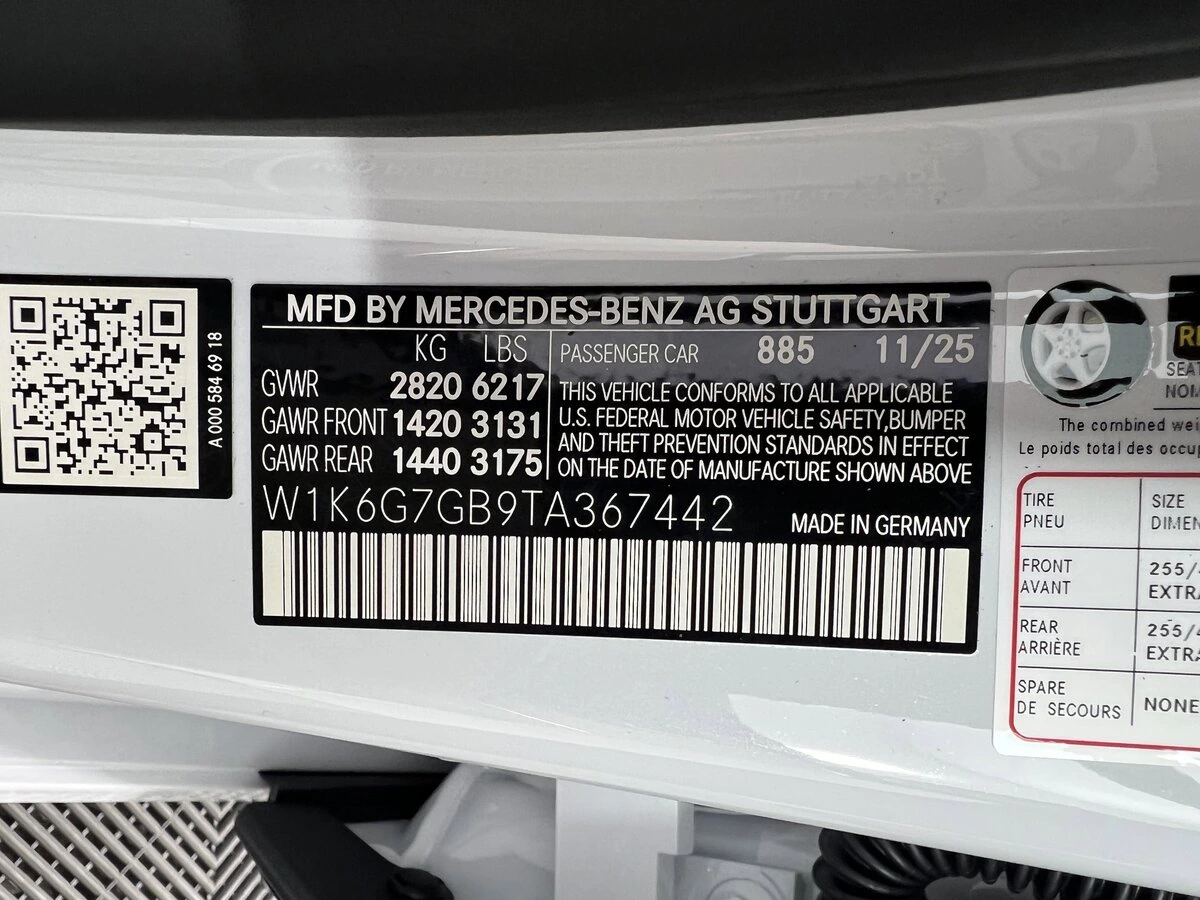 A 000 584 69 18
MFD BY MERCEDES-BENZ AG STUTTGART
KG LBS
GVWR 2820 6217
GAWR FRONT 1420 3131
GAWR REAR 1440 3175
PASSENGER CAR 885 11/25
THIS VEHICLE CONFORMS TO ALL APPLICABLE
U.S. FEDERAL MOTOR VEHICLE SAFETY,BUMPER
AND THEFT PREVENTION STANDARDS IN EFFECT
ON THE DATE OF MANUFACTURE SHOWN ABOVE
W1K6G7GB9TA367442
MADE IN GERMANY
The combined
Le poids total des
TIRE SIZE
PNEU
FRONT 255/
AVANT
REAR 255/
ARRIÈRE
SPARE
DE SECOURS NONE